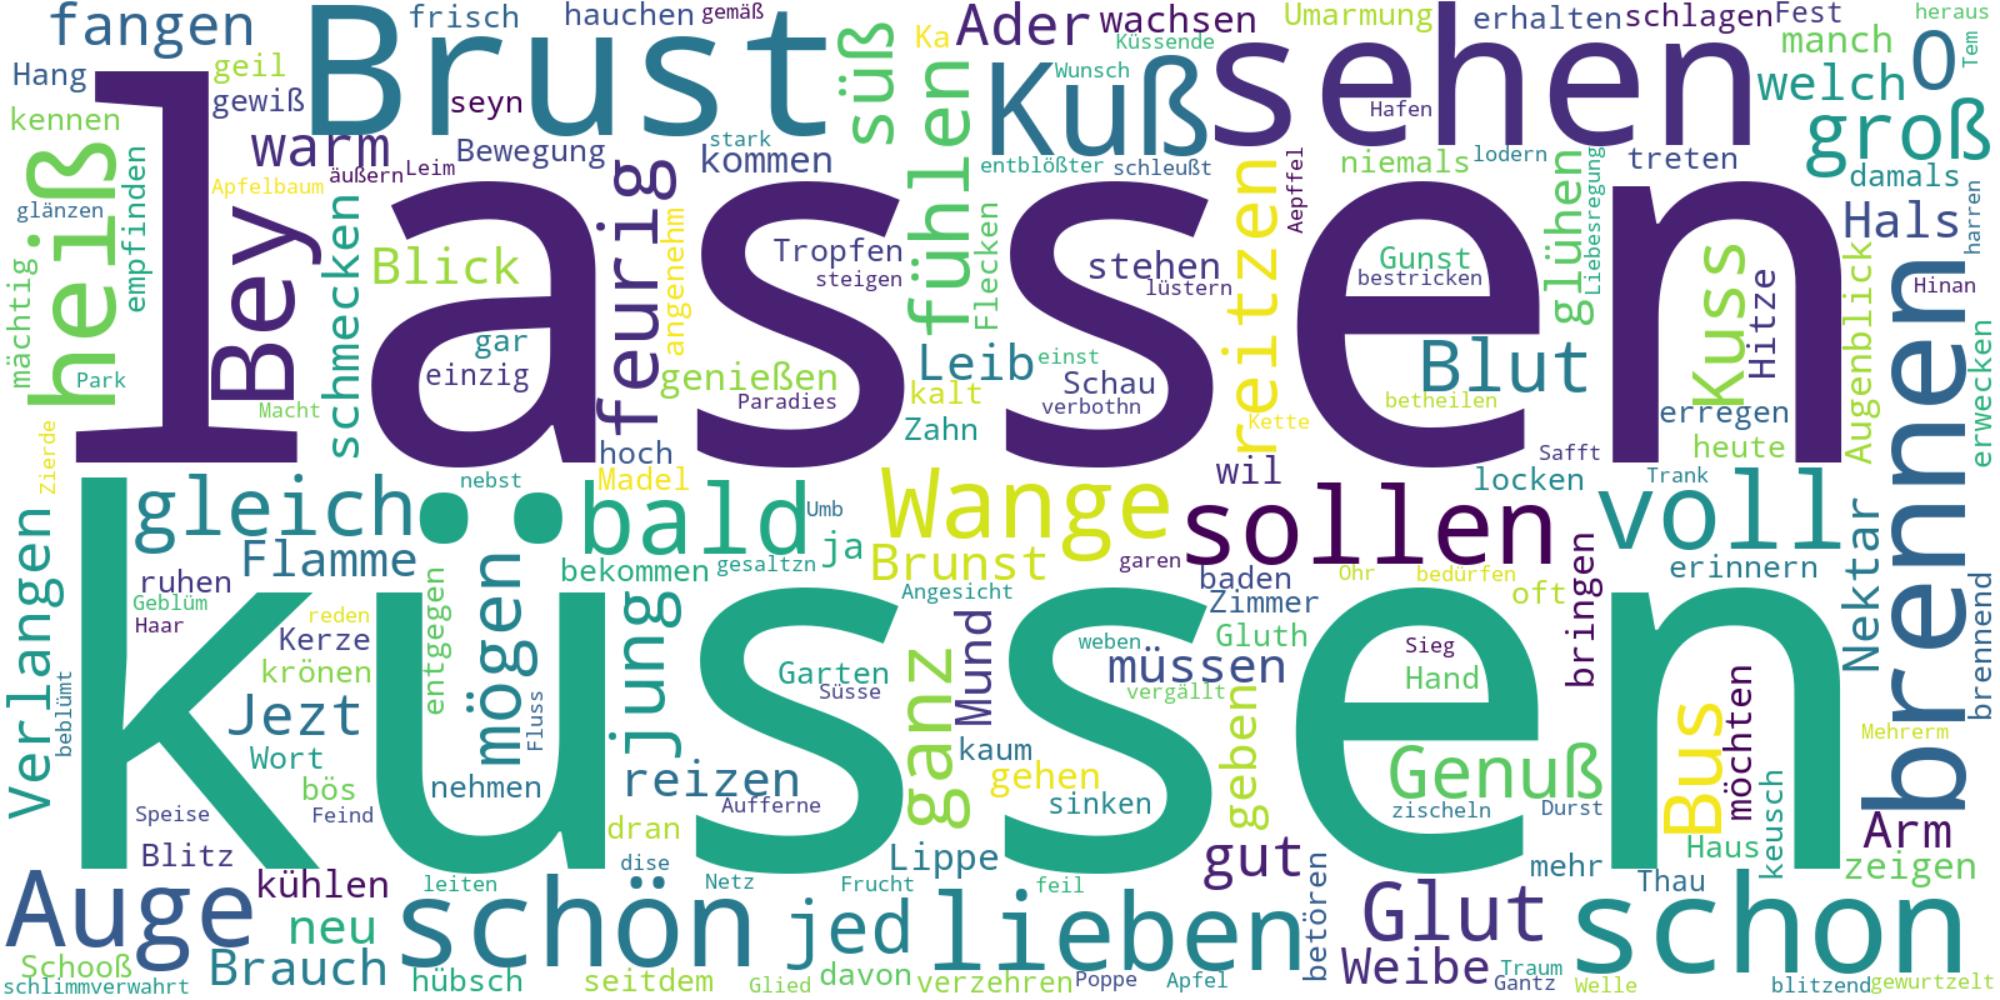 fangen
frisch
hauchen
gemäß
Ader
wachsen
Umarmung
erhalten
schlagen
Fest
heraus
Hang
geil
Brust
süß
Ka
Küssende
sehen
manch
O
Tem
gewiß
seyn
Kuß
Wunsch
Hafen
welch
kennen
heiß
warm
Bewegung
stark
kommen
fühlen
entblößter
schleußt
reitzen
niemals
lodern
treten
groß
empfinden
Apfelbaum
äußern
Leim
feurig
Aepffel
glühen
Liebesregung
damals
glänzen
Bey
schmecken
lassen
angenehm
Flecken
Hals
harren
mächtig
Blick
Tropfen
steigen
stehen
lüstern
Gunst
bestricken
Kuss
Hitze
Augenblick
brennen
Hinan
Park
Macht
gar
einzig
genießen
Paradies
Leib
einst
kalt
Schau
verbothn
Blut
betheilen
erregen
erwecken
Zierde
hoch
Madel
Zahn
Kette
wil
Safft
heute
locken
Trank
Verlangen
gleich
nebst
bald
Umb
ja
Wange
sollen
voll
Nektar
Flamme
mögen
bekommen
gesaltzn
Brunst
garen
baden
Ohr
bedürfen
oft
bringen
erinnern
brennend
ruhen
Geblüm
Haar
reden
entgegen
jung
Angesicht
Mund
Zimmer
Gluth
beblümt
küssen
Kerze
krönen
Fluss
Garten
Süsse
ganz
weben
müssen
vergällt
geben
Sieg
Hand
Jezt
Wort
bös
nehmen
reizen
Aufferne
kaum
gehen
sinken
Genuß
zischeln
Durst
Bus
möchten
keusch
Mehrerm
Speise
Feind
dran
Blitz
dise
Lippe
gut
mehr
Haus
Arm
zeigen
Auge
kühlen
leiten
schön
Netz
Frucht
feil
betören
Glut
Thau
schon
neu
jed
lieben
Schooß
schlimmverwahrt
Brauch
hübsch
seitdem
Glied
davon
verzehren
Poppe
Apfel
Weibe
Traum
Gantz
Welle
blitzend
gewurtzelt